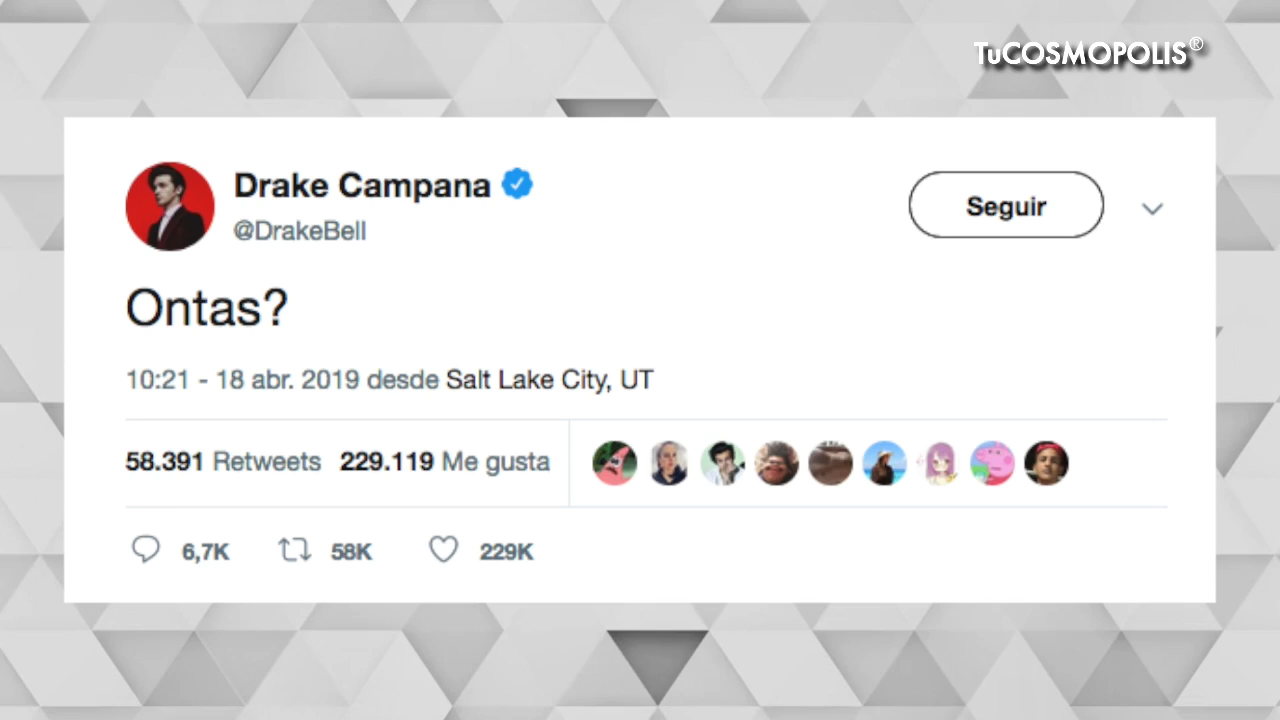 TuCOSMOPOLIS®
Drake Campana
@DrakeBell
Seguir
Ontas?
10:21 - 18 abr. 2019 desde Salt Lake City, UT
58.391 Retweets 229.119 Me gusta
6,7K 58K 229K